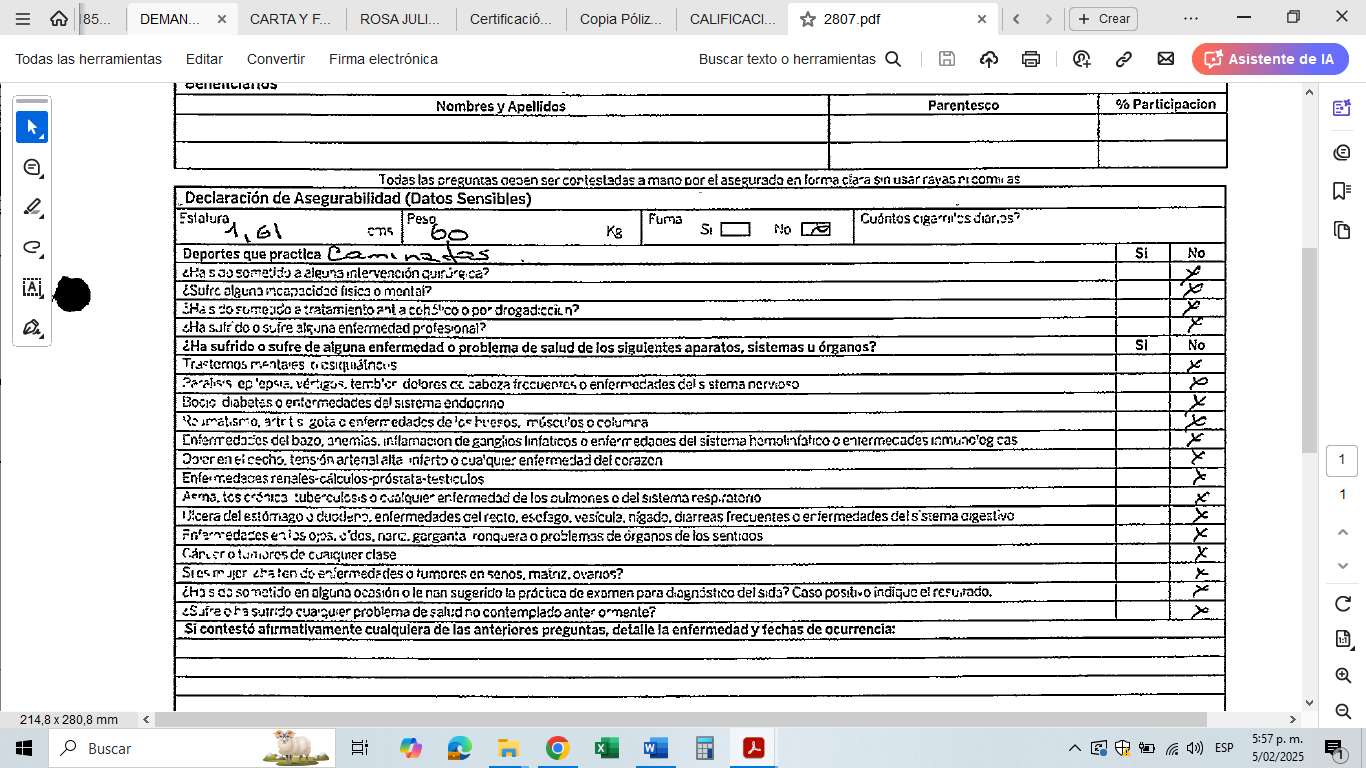 185...
DEMAN...
CARTA Y F...
ROSA JULI...
Certificació...
Copia Póliz...
CALIFICACI...
2807.pdf
Crear
Todas las herramientas
Editar
Convertir
Firma electrónica
Buscar texto o herramientas
Asistente de IA
Beneficiarios
Nombres y Apellidos
Parentesco
% Participacion
Todas las preguntas deben ser contestadas a mano por el asegurado en forma clara sin usar rayas ni comillas
Declaración de Asegurabilidad (Datos Sensibles)
Estatura 1,61 cms
Peso 60 Kg
Fuma Si No
Cuántos cigarrillos diarios?
Deportes que practica Caminadas
Si No
¿Ha sido sometido a alguna intervención quirúrgica? X
¿Sufre alguna incapacidad física o mental? X
¿Ha sido sometido a tratamiento antialcohólico o por drogadicción? X
¿Ha sufrido o sufre alguna enfermedad profesional? X
¿Ha sufrido o sufre de alguna enfermedad o problema de salud de los siguientes aparatos, sistemas u órganos? Si No
Trastornos mentales o psiquiátricos X
Parálisis, epilepsia, vértigos, temblor, dolores de cabeza frecuentes o enfermedades del sistema nervioso X
Bocio, diabetes o enfermedades del sistema endocrino X
Reumatismo, artritis, gota o enfermedades de los huesos, músculos o columna X
Enfermedades del bazo, anemias, inflamacion de ganglios linfaticos o enfermedades del sistema hemolinfático o enfermedades inmunologicas X
Dolor en el pecho, tensión arterial alta, infarto o cualquier enfermedad del corazon X
Enfermedades renales-cálculos-próstata-testículos X
Asma, tos crónica, tuberculosis o cualquier enfermedad de los pulmones o del sistema respiratorio X
Ulcera del estómago o duodeno, enfermedades del recto, esofago, vesícula, hígado, diarreas frecuentes o enfermedades del sistema digestivo X
Enfermedades en los ojos, oídos, nariz, garganta, ronquera o problemas de órganos de los sentidos X
Cáncer o tumores de cualquier clase X
Si es mujer ¿ha tenido enfermedades o tumores en senos, matriz, ovarios? X
¿Ha sido sometido en alguna ocasión o le han sugerido la práctica de examen para diagnóstico del sida? Caso positivo indique el resultado. X
¿Sufre o ha sufrido cualquier problema de salud no contemplado anteriormente? X
Si contestó afirmativamente cualquiera de las anteriores preguntas, detalle la enfermedad y fechas de ocurrencia:
1
1
214,8 x 280,8 mm
Buscar
ESP
5:57 p. m.
5/02/2025
1